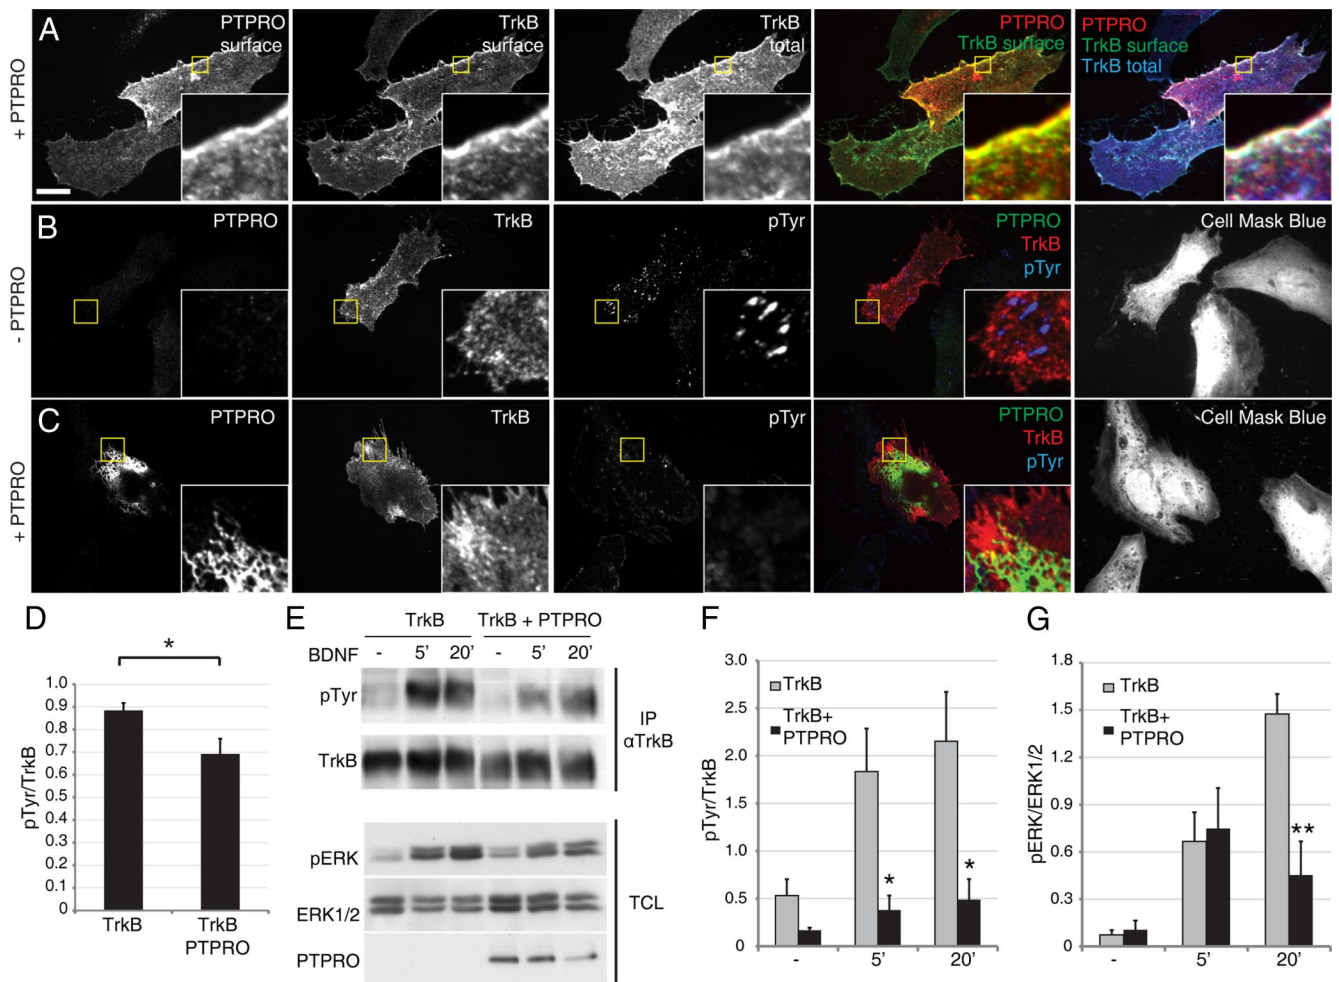 A
+ PTPRO
PTPRO
surface
TrkB
surface
TrkB
total
PTPRO
TrkB surface
PTPRO
TrkB surface
TrkB total
B
- PTPRO
PTPRO
TrkB
pTyr
PTPRO
TrkB
pTyr
Cell Mask Blue
C
+ PTPRO
PTPRO
TrkB
pTyr
PTPRO
TrkB
pTyr
Cell Mask Blue
D
*
pTyr/TrkB
1.0
0.9
0.8
0.7
0.6
0.5
0.4
0.3
0.2
0.1
0
TrkB
TrkB
PTPRO
E
TrkB
TrkB + PTPRO
BDNF - 5' 20' - 5' 20'
pTyr
TrkB
IP
αTrkB
pERK
ERK1/2
PTPRO
TCL
F
pTyr/TrkB
3.0
2.5
2.0
1.5
1.0
0.5
0
TrkB
TrkB+
PTPRO
*
*
- 5' 20'
G
pERK/ERK1/2
1.8
1.5
1.2
0.9
0.6
0.3
0
TrkB
TrkB+
PTPRO
**
- 5' 20'